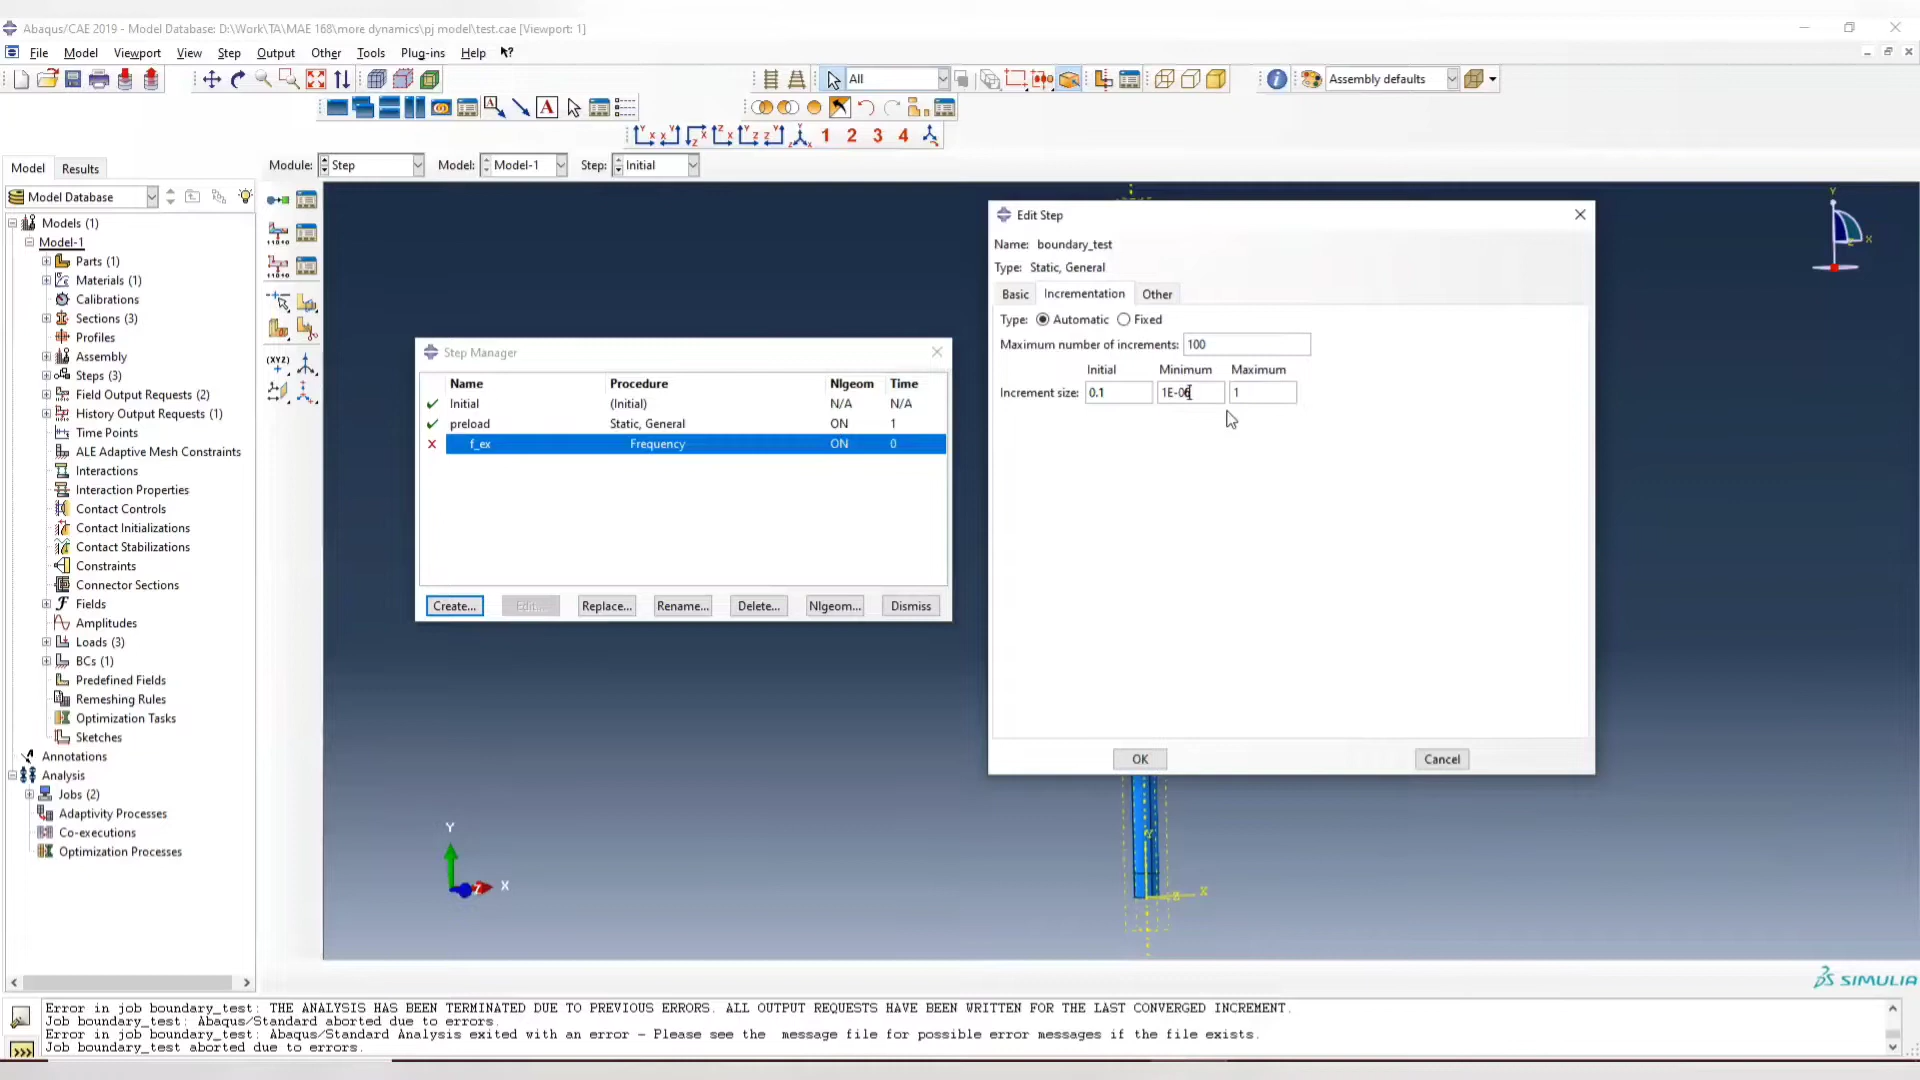 Abaqus/CAE 2019 - Model Database: D:\Work\TA\MAE 168\more dynamics\pj model\test.cae [Viewport: 1]
File Model Viewport View Step Output Other Tools Plug-ins Help
All
Assembly defaults
A A
1 2 3 4
Model Results
Module: Step Model: Model-1 Step: Initial
Model Database
Models (1)
Model-1
Parts (1)
Materials (1)
Calibrations
Sections (3)
Profiles
Assembly
Steps (3)
Field Output Requests (2)
History Output Requests (1)
Time Points
ALE Adaptive Mesh Constraints
Interactions
Interaction Properties
Contact Controls
Contact Initializations
Contact Stabilizations
Constraints
Connector Sections
Fields
Amplitudes
Loads (3)
BCs (1)
Predefined Fields
Remeshing Rules
Optimization Tasks
Sketches
Annotations
Analysis
Jobs (2)
Adaptivity Processes
Co-executions
Optimization Processes
(XYZ)
Step Manager
Name Procedure Nlgeom Time
Initial (Initial) N/A N/A
preload Static, General ON 1
f_ex Frequency ON 0
Create... Edit... Replace... Rename... Delete... Nlgeom... Dismiss
Edit Step
Name: boundary_test
Type: Static, General
Basic Incrementation Other
Type: Automatic Fixed
Maximum number of increments: 100
Initial Minimum Maximum
Increment size: 0.1 1E-06 1
OK Cancel
Y
X
Z
Y
X
Y
X
SIMULIA
Error in job boundary_test: THE ANALYSIS HAS BEEN TERMINATED DUE TO PREVIOUS ERRORS. ALL OUTPUT REQUESTS HAVE BEEN WRITTEN FOR THE LAST CONVERGED INCREMENT.
Job boundary_test: Abaqus/Standard aborted due to errors.
Error in job boundary_test: Abaqus/Standard Analysis exited with an error - Please see the message file for possible error messages if the file exists.
Job boundary_test aborted due to errors.